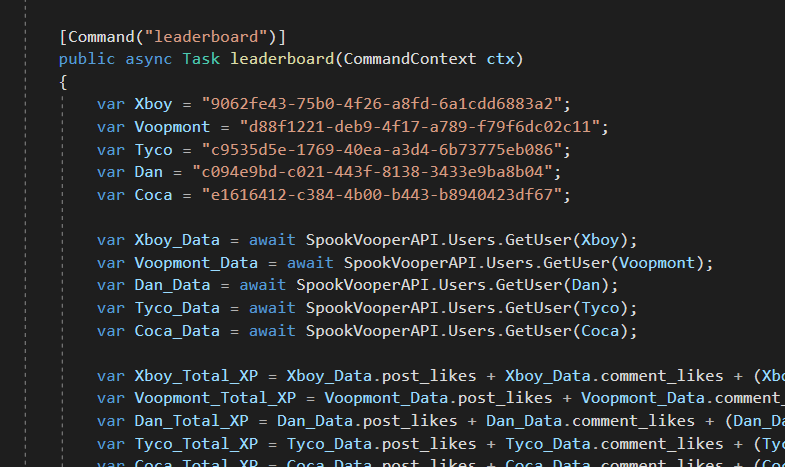 [Command("leaderboard")]
public async Task leaderboard(CommandContext ctx)
{
var Xboy = "9062fe43-75b0-4f26-a8fd-6a1cdd6883a2";
var Voopmont = "d88f1221-deb9-4f17-a789-f79f6dc02c11";
var Tyco = "c9535d5e-1769-40ea-a3d4-6b73775eb086";
var Dan = "c094e9bd-c021-443f-8138-3433e9ba8b04";
var Coca = "e1616412-c384-4b00-b443-b8940423df67";
var Xboy_Data = await SpookVooperAPI.Users.GetUser(Xboy);
var Voopmont_Data = await SpookVooperAPI.Users.GetUser(Voopmont);
var Dan_Data = await SpookVooperAPI.Users.GetUser(Dan);
var Tyco_Data = await SpookVooperAPI.Users.GetUser(Tyco);
var Coca_Data = await SpookVooperAPI.Users.GetUser(Coca);
var Xboy_Total_XP = Xboy_Data.post_likes + Xboy_Data.comment_likes + (Xbo
var Voopmont_Total_XP = Voopmont_Data.post_likes + Voopmont_Data.comment_
var Dan_Total_XP = Dan_Data.post_likes + Dan_Data.comment_likes + (Dan_Da
var Tyco_Total_XP = Tyco_Data.post_likes + Tyco_Data.comment_likes + (Tyc
var Coca_Total_XP = Coca_Data.post_likes + Coca_Data.comment_likes + (Coc